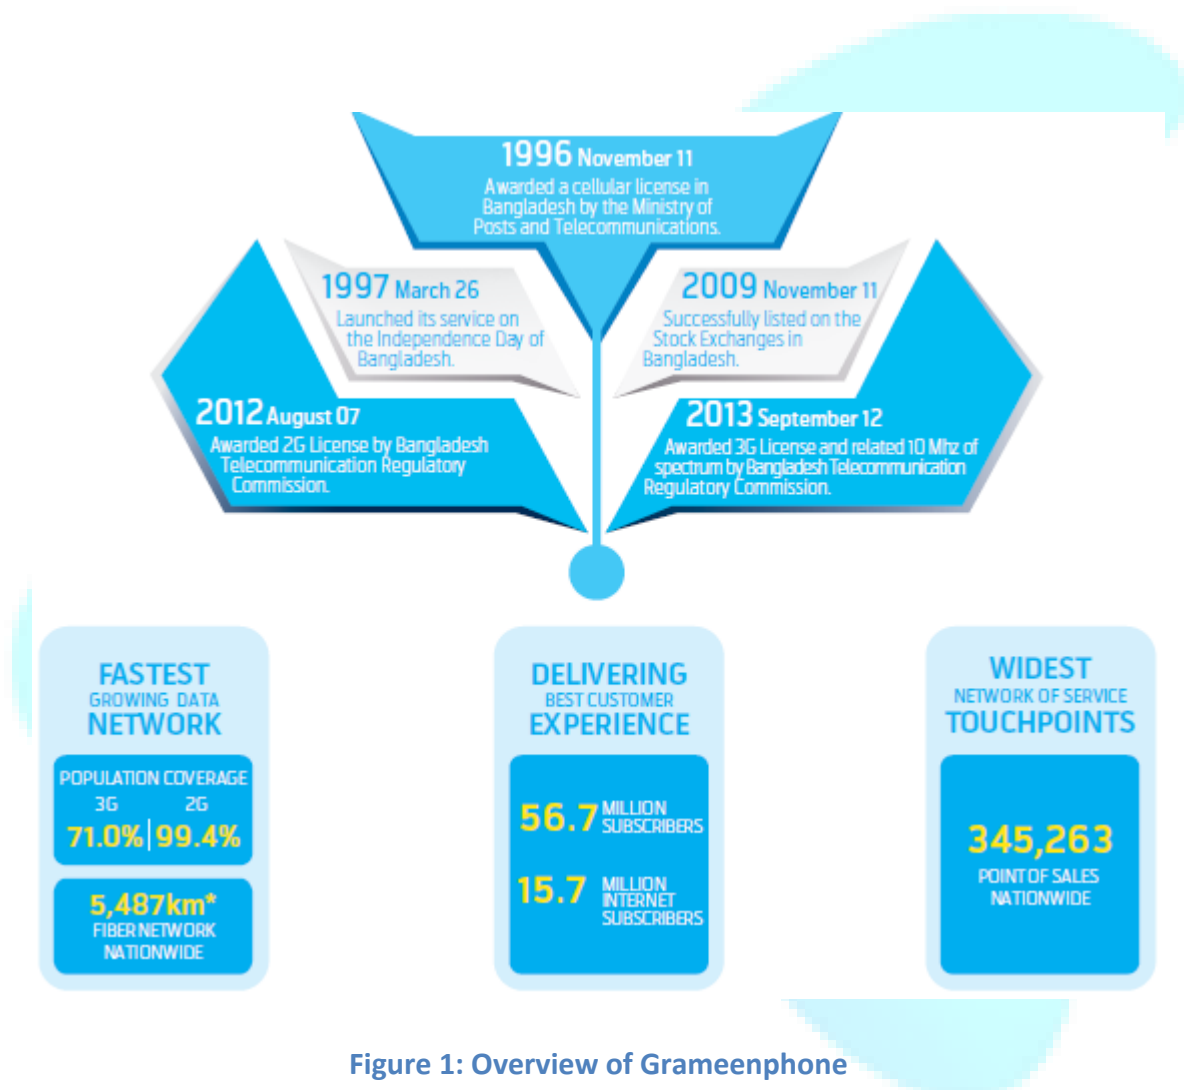 1996 November 11
Awarded a cellular license in
Bangladesh by the Ministry of
Posts and Telecommunications.
1997 March 26
Launched its service on
the Independence Day of
Bangladesh.
2009 November 11
Successfully listed on the
Stock Exchanges in
Bangladesh.
2012 August 07
Awarded 2G License by Bangladesh
Telecommunication Regulatory
Commission.
2013 September 12
Awarded 3G License and related 10 Mhz of
spectrum by Bangladesh Telecommunication
Regulatory Commission.
FASTEST
GROWING DATA
NETWORK
POPULATION COVERAGE
3G 2G
71.0% 99.4%
5,487km*
FIBER NETWORK
NATIONWIDE
DELIVERING
BEST CUSTOMER
EXPERIENCE
56.7 MILLION
SUBSCRIBERS
15.7 MILLION
INTERNET
SUBSCRIBERS
WIDEST
NETWORK OF SERVICE
TOUCHPOINTS
345,263
POINT OF SALES
NATIONWIDE
Figure 1: Overview of Grameenphone